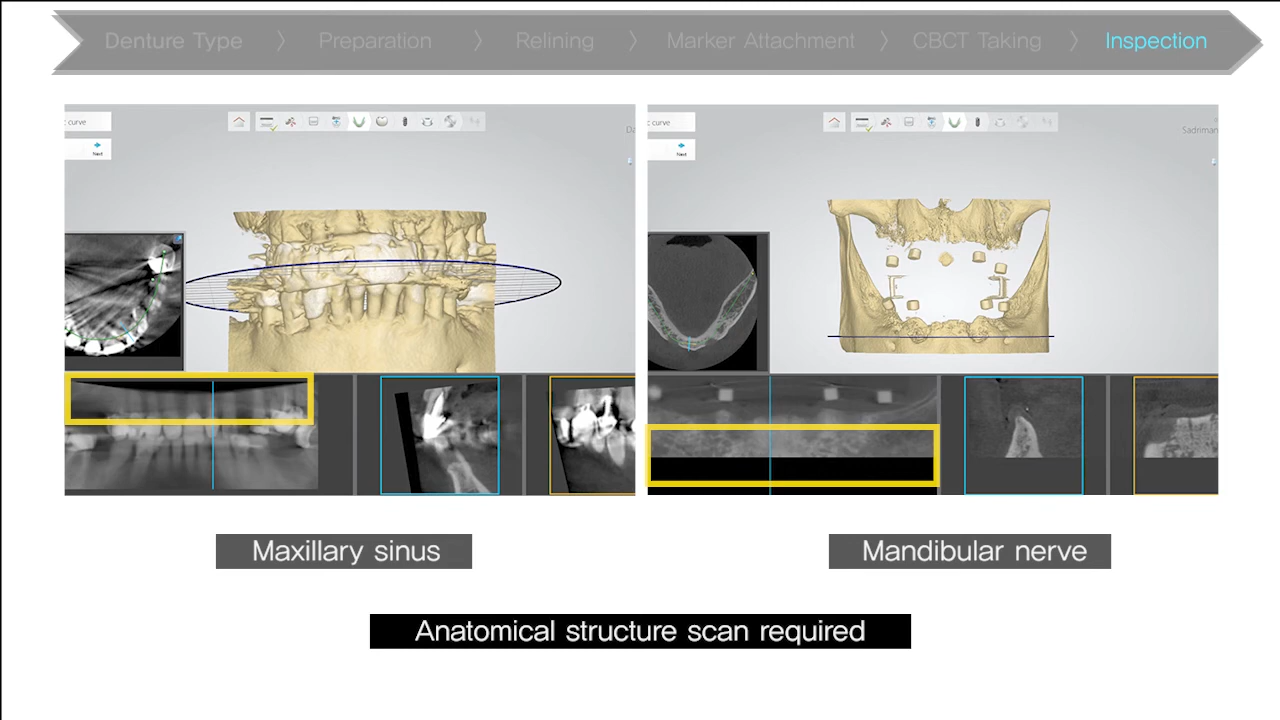 Denture Type 〉 Preparation 〉 Relining 〉 Marker Attachment 〉 CBCT Taking 〉 Inspection
: curve
Next
curve
Next
Sadriman
Maxillary sinus
Mandibular nerve
Anatomical structure scan required